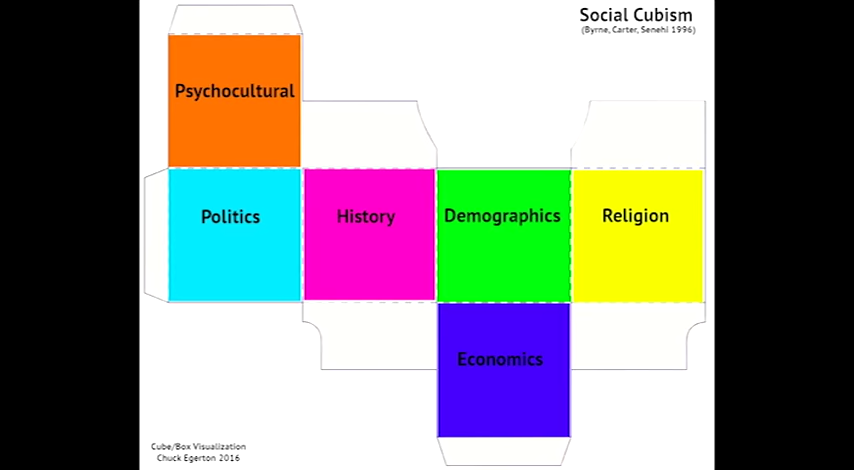 Social Cubism
(Byrne, Carter, Senehi 1996)
Psychocultural
Politics
History
Demographics
Religion
Economics
Cube/Box Visualization
Chuck Egerton 2016